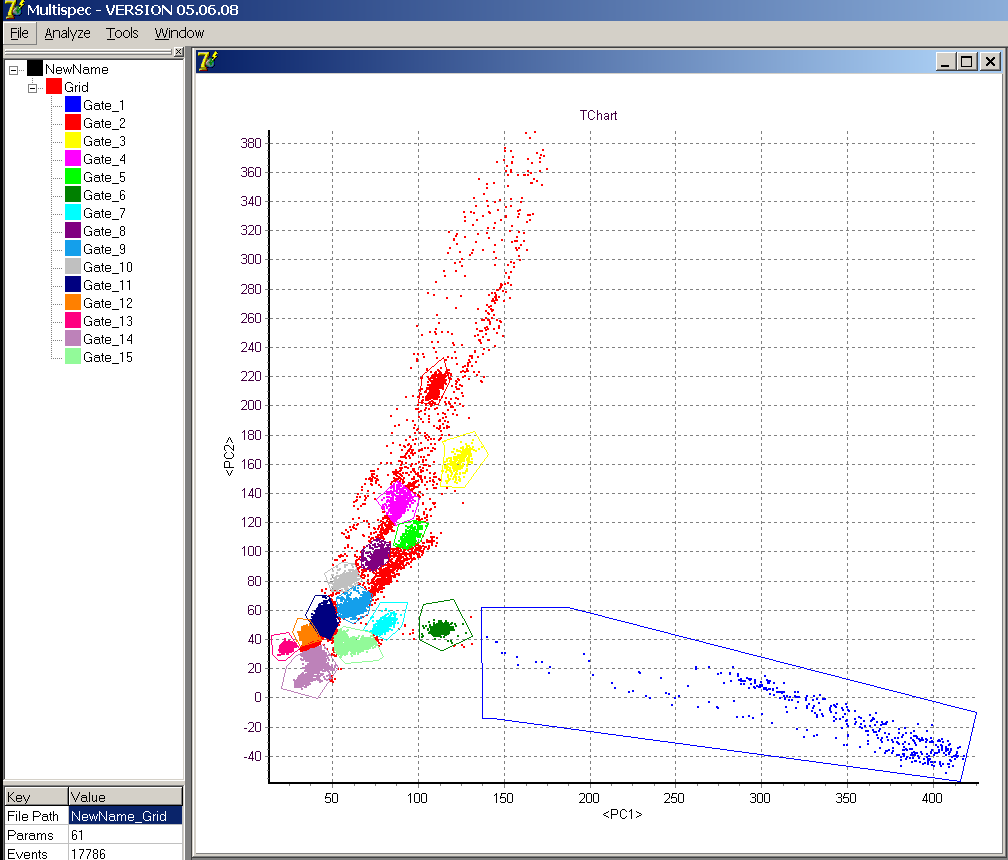 Multispec - VERSION 05.06.08
File Analyze Tools Window
NewName
Grid
Gate_1
Gate_2
Gate_3
Gate_4
Gate_5
Gate_6
Gate_7
Gate_8
Gate_9
Gate_10
Gate_11
Gate_12
Gate_13
Gate_14
Gate_15
Key Value
File Path NewName_Grid
Params 61
Events 17786
TChart
380
360
340
320
300
280
260
240
220
200
180
160
140
120
100
80
60
40
20
0
-20
-40
<PC2>
50 100 150 200 250 300 350 400
<PC1>